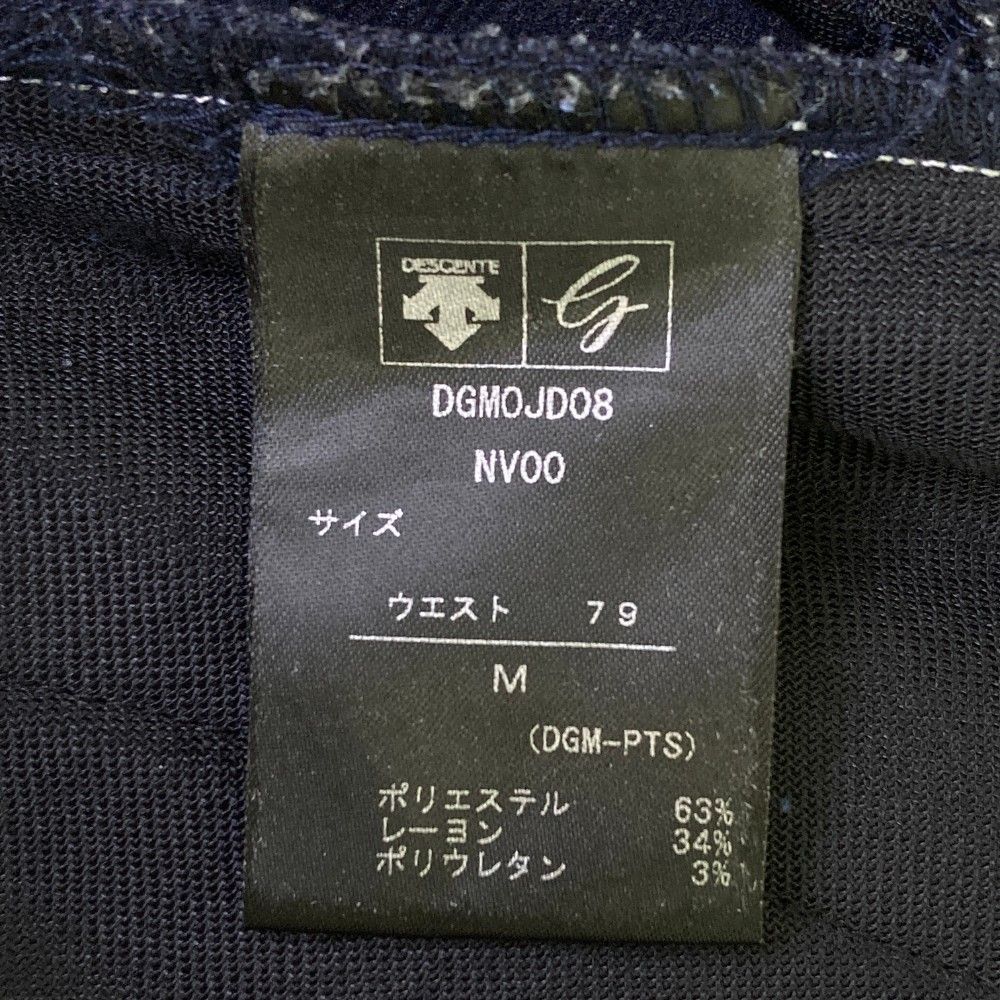 DESCENTE
G
DGM0JD08
NV00
サイズ
ウエスト 79
M
(DGM-PTS)
ポリエステル 63%
レーヨン 34%
ポリウレタン 3%